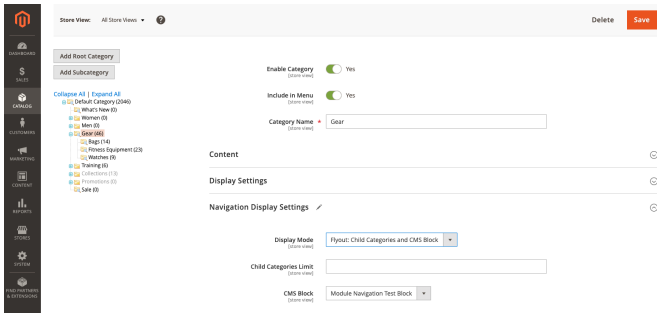 Store View: All Store Views ?
Delete Save
DASHBOARD
SALES
CATALOG
CUSTOMERS
MARKETING
CONTENT
REPORTS
STORES
SYSTEM
FIND PARTNERS
& EXTENSIONS
Add Root Category
Add Subcategory
Collapse All | Expand All
Default Category (2046)
What's New (0)
Women (0)
Men (0)
Gear (46)
Bags (14)
Fitness Equipment (23)
Watches (9)
Training (6)
Collections (13)
Promotions (0)
Sale (0)
Enable Category Yes
[store view]
Include in Menu Yes
[store view]
Category Name * Gear
[store view]
Content
Display Settings
Navigation Display Settings
Display Mode Flyout: Child Categories and CMS Block
[store view]
Child Categories Limit
[store view]
CMS Block Module Navigation Test Block
[store view]